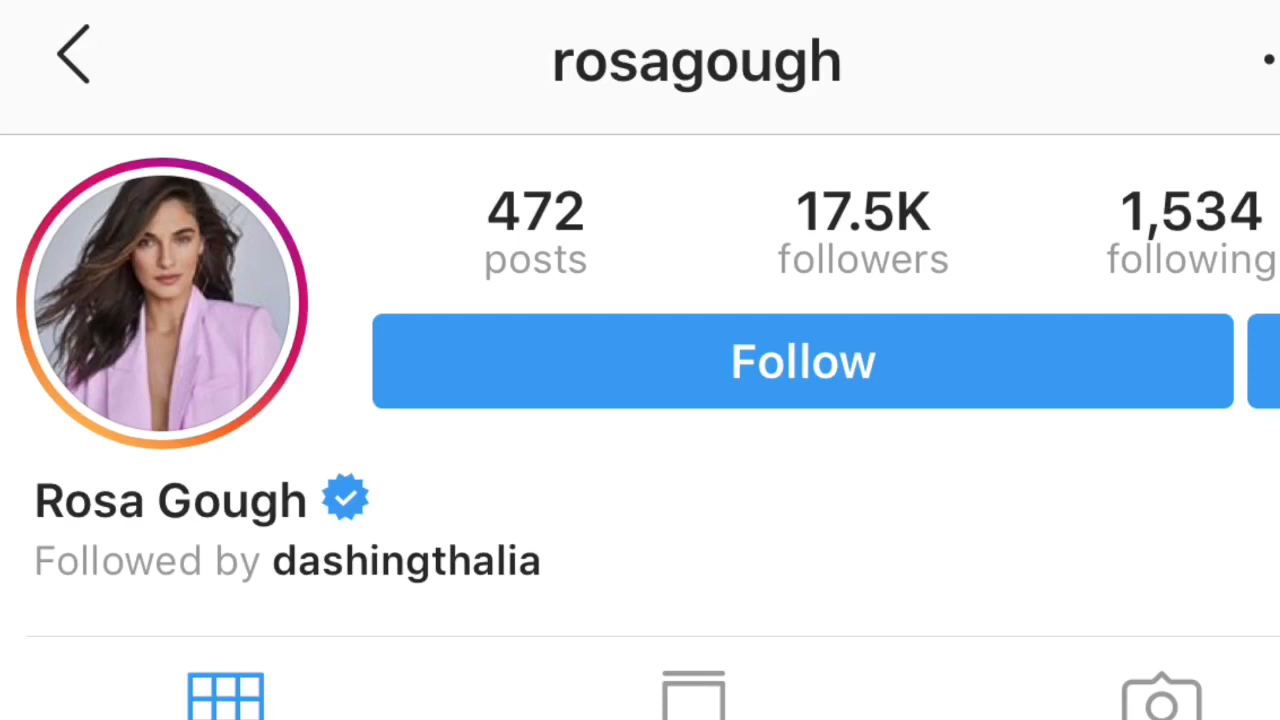 rosagough
472 17.5K 1,534
posts followers following
Follow
Rosa Gough
Followed by dashingthalia